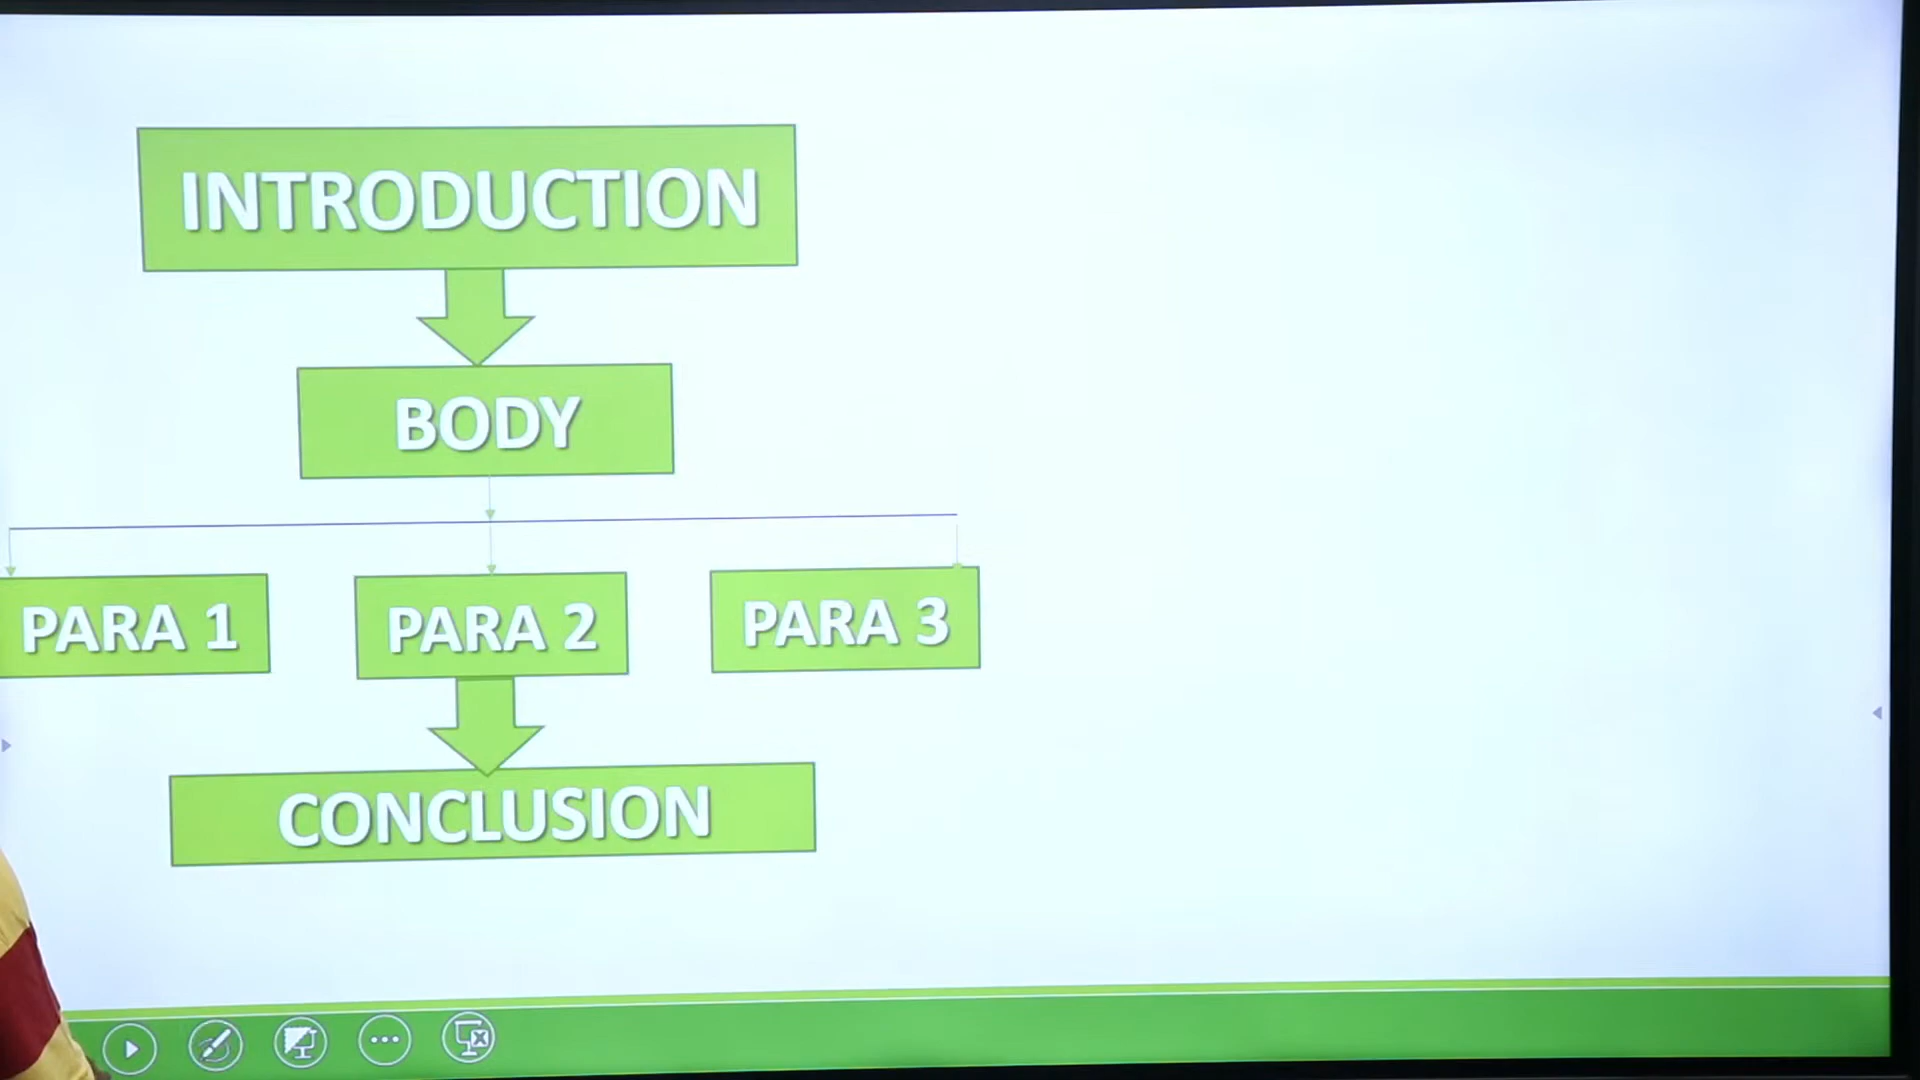 INTRODUCTION
BODY
PARA 1
PARA 2
PARA 3
CONCLUSION